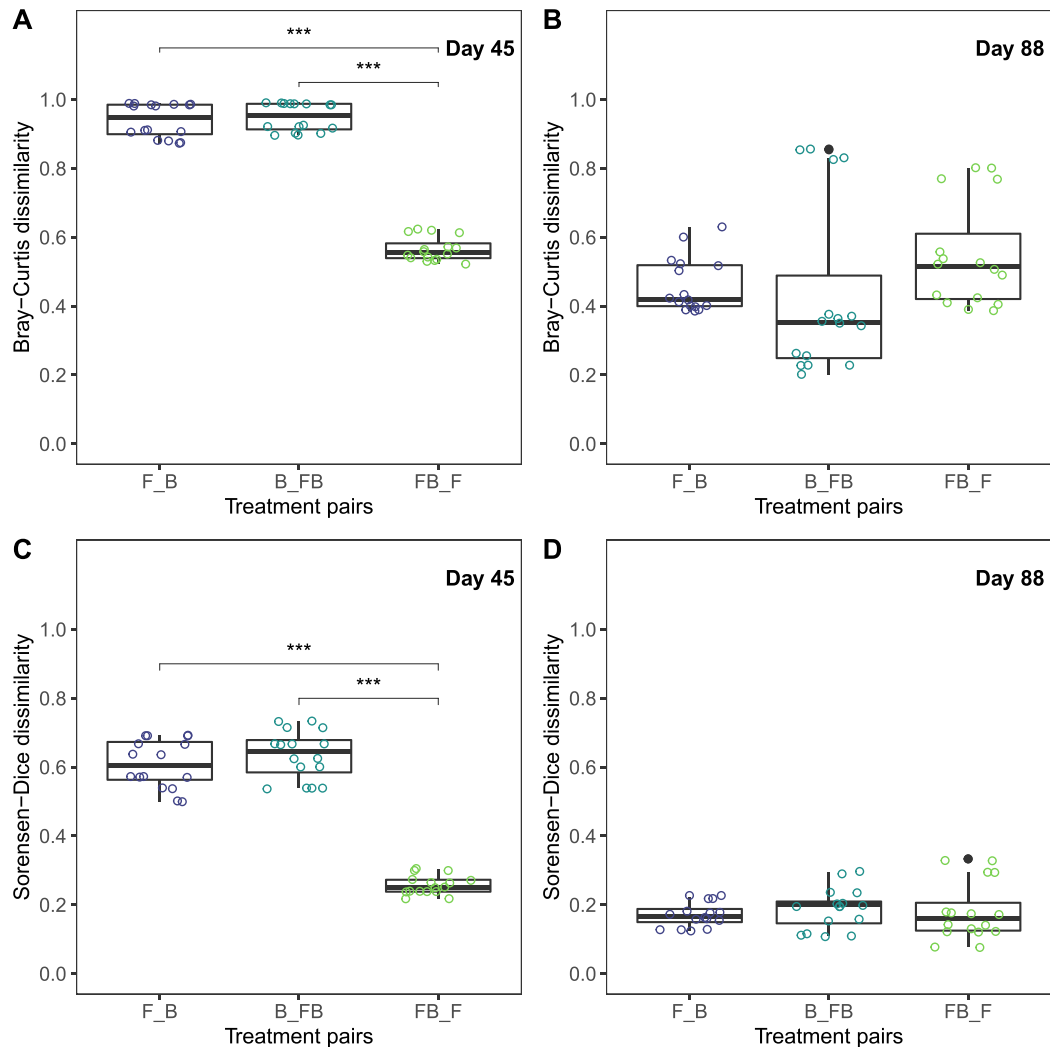 A
Day 45
***
***
Bray−Curtis dissimilarity
1.0
0.8
0.6
0.4
0.2
0.0
F_B
B_FB
FB_F
Treatment pairs
B
Day 88
Bray−Curtis dissimilarity
1.0
0.8
0.6
0.4
0.2
0.0
F_B
B_FB
FB_F
Treatment pairs
C
Day 45
***
***
Sorensen−Dice dissimilarity
1.0
0.8
0.6
0.4
0.2
0.0
F_B
B_FB
FB_F
Treatment pairs
D
Day 88
Sorensen−Dice dissimilarity
1.0
0.8
0.6
0.4
0.2
0.0
F_B
B_FB
FB_F
Treatment pairs